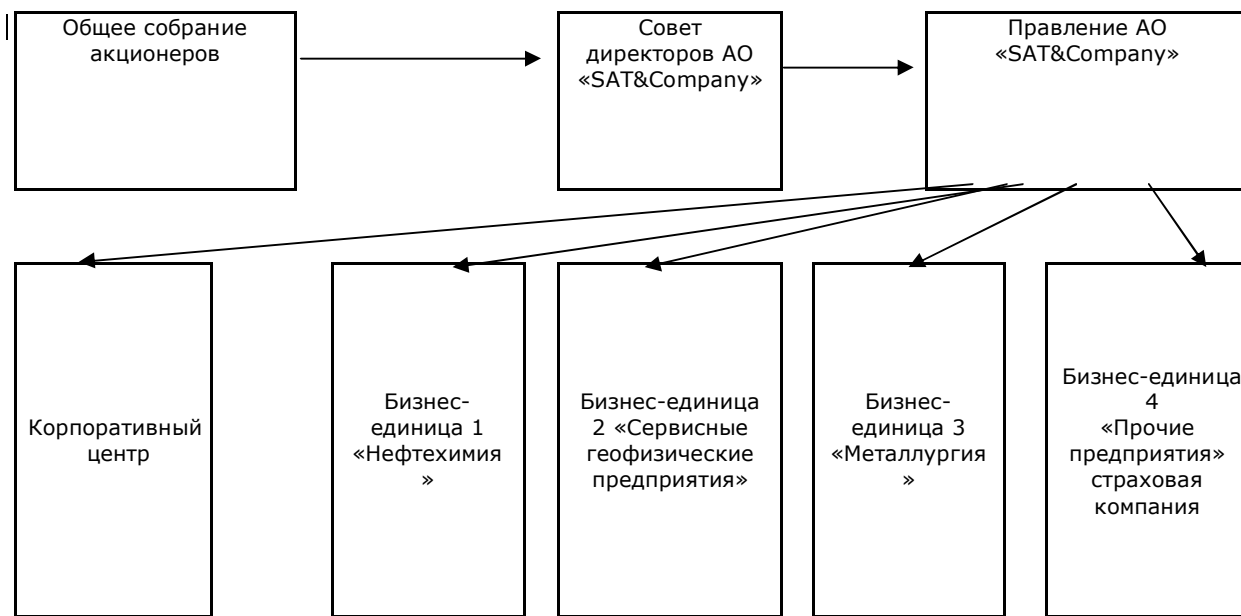 Общее собрание
акционеров
Совет
директоров АО
«SAT&Company»
Правление АО
«SAT&Company»
Корпоративный
центр
Бизнес-
единица 1
«Нефтехимия
»
Бизнес-единица
2 «Сервисные
геофизические
предприятия»
Бизнес-
единица 3
«Металлургия
»
Бизнес-единица
4
«Прочие
предприятия»
страховая
компания